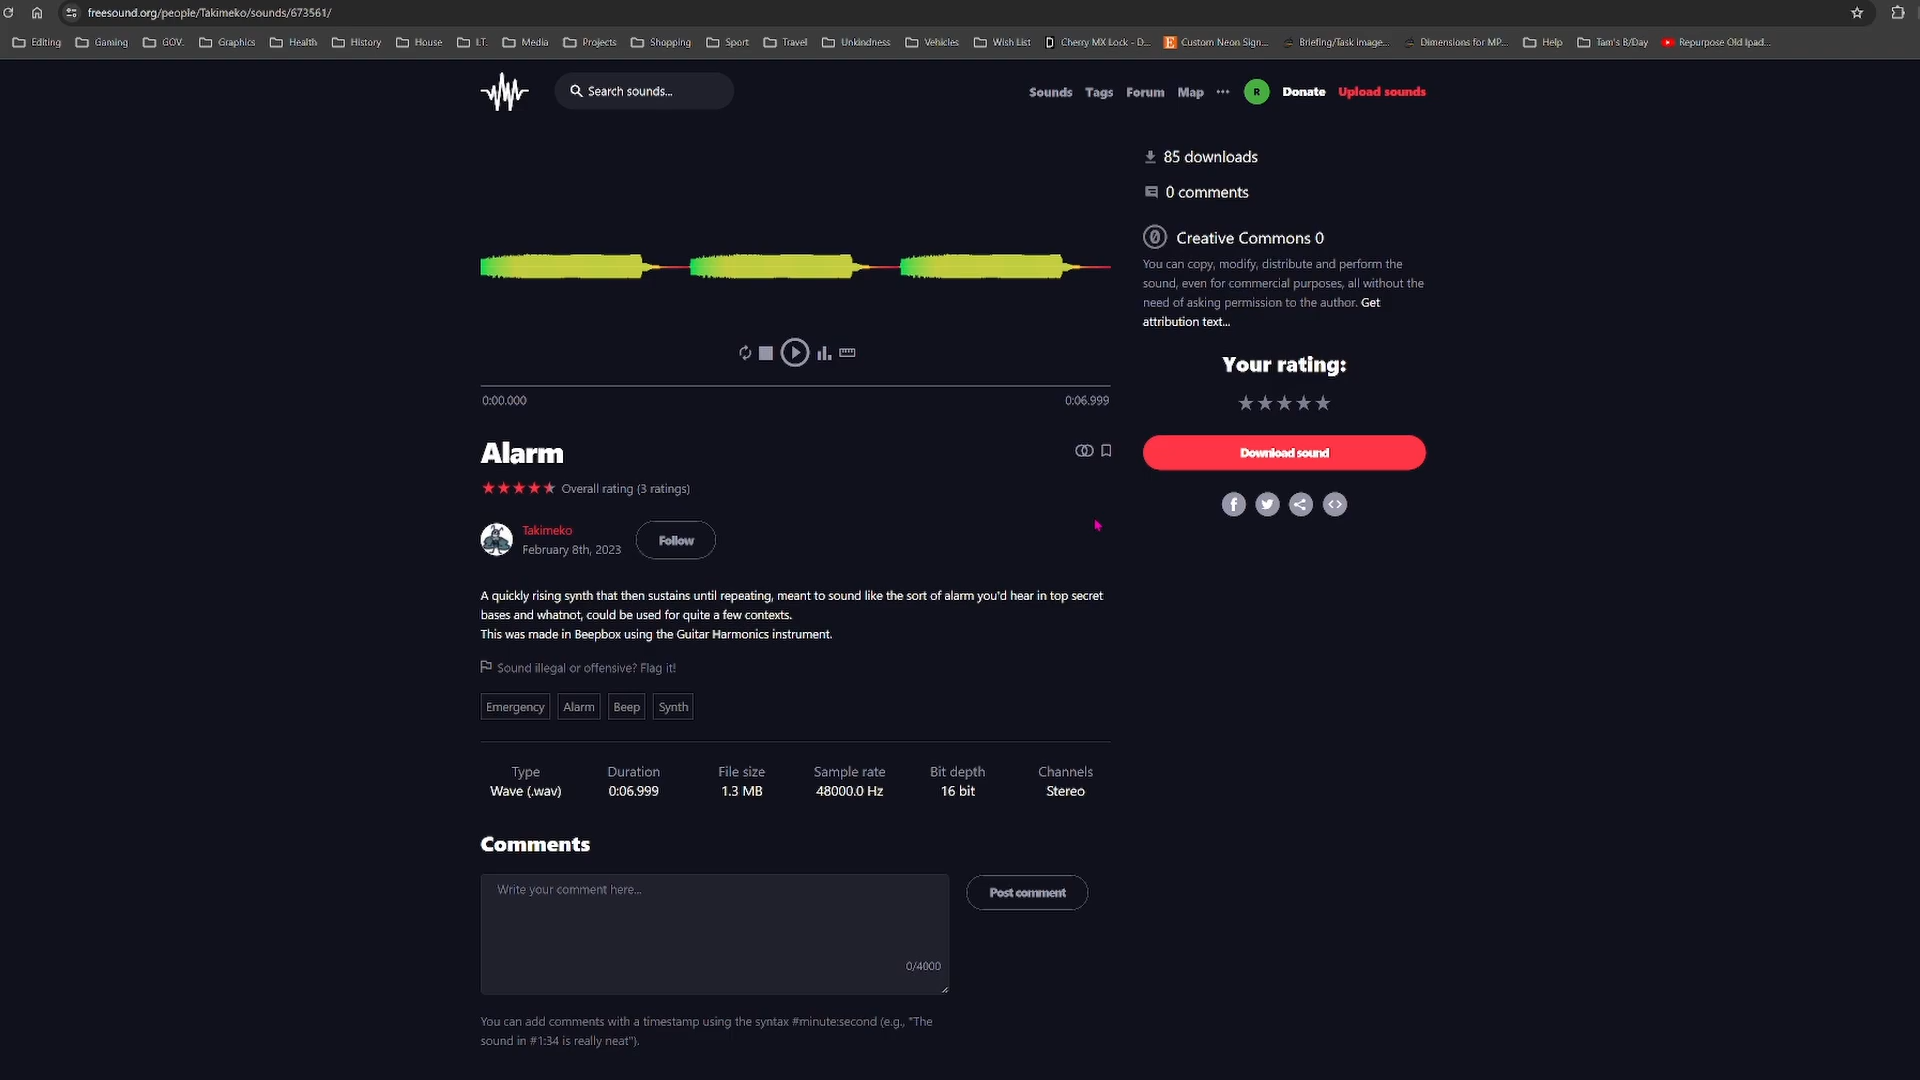 freesound.org/people/Takimeko/sounds/673561/
Editing Gaming GOV. Graphics Health History House I.T. Media Projects Shopping Sport Travel Unkindness Vehicles Wish List Cherry MX Lock - D... Custom Neon Sign... Briefing/Task Image... Dimensions for MP... Help Tam's B/Day Repurpose Old Ipad...
Search sounds... Sounds Tags Forum Map ... R Donate Upload sounds
85 downloads
0 comments
Creative Commons 0
You can copy, modify, distribute and perform the
sound, even for commercial purposes, all without the
need of asking permission to the author. Get
attribution text...
Your rating:
Download sound
0:00.000 0:06.999
Alarm
Overall rating (3 ratings)
Takimeko
February 8th, 2023
Follow
A quickly rising synth that then sustains until repeating, meant to sound like the sort of alarm you'd hear in top secret
bases and whatnot, could be used for quite a few contexts.
This was made in Beepbox using the Guitar Harmonics instrument.
Sound illegal or offensive? Flag it!
Emergency Alarm Beep Synth
Type Duration File size Sample rate Bit depth Channels
Wave (.wav) 0:06.999 1.3 MB 48000.0 Hz 16 bit Stereo
Comments
Write your comment here...
Post comment
0/4000
You can add comments with a timestamp using the syntax #minute:second (e.g., "The
sound in #1:34 is really neat").